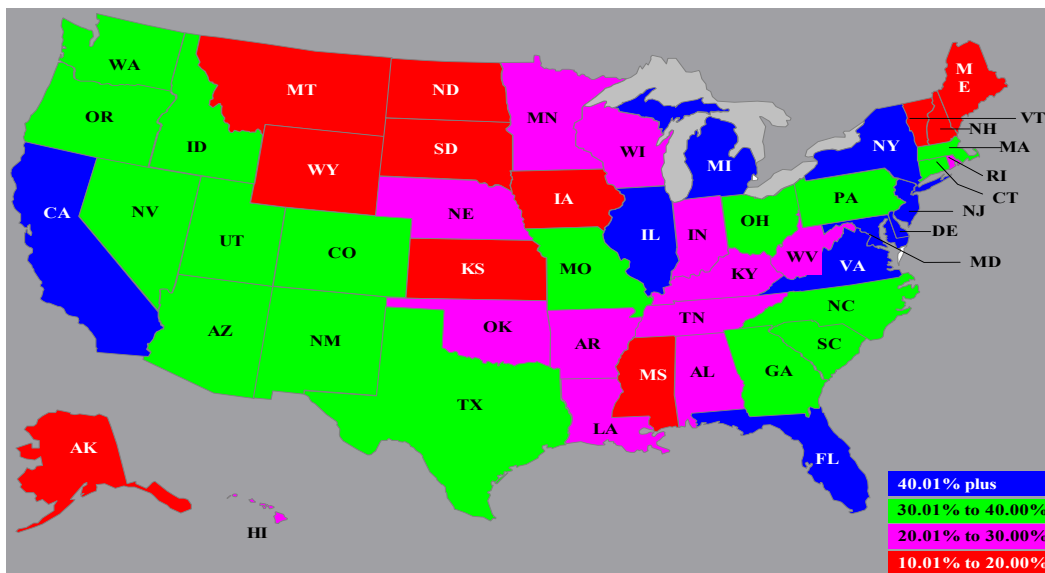 WA
MT
ND
M
E
OR
MN
VT
ID
NH
WI
MA
SD
MI
NY
WY
RI
IA
CT
PA
CA
NE
NV
NJ
OH
IL
IN
DE
UT
CO
WV
MD
KS
MO
VA
KY
NC
TN
OK
AZ
NM
AR
SC
MS
AL
GA
TX
LA
AK
FL
HI
40.01% plus
30.01% to 40.00%
20.01% to 30.00%
10.01% to 20.00%